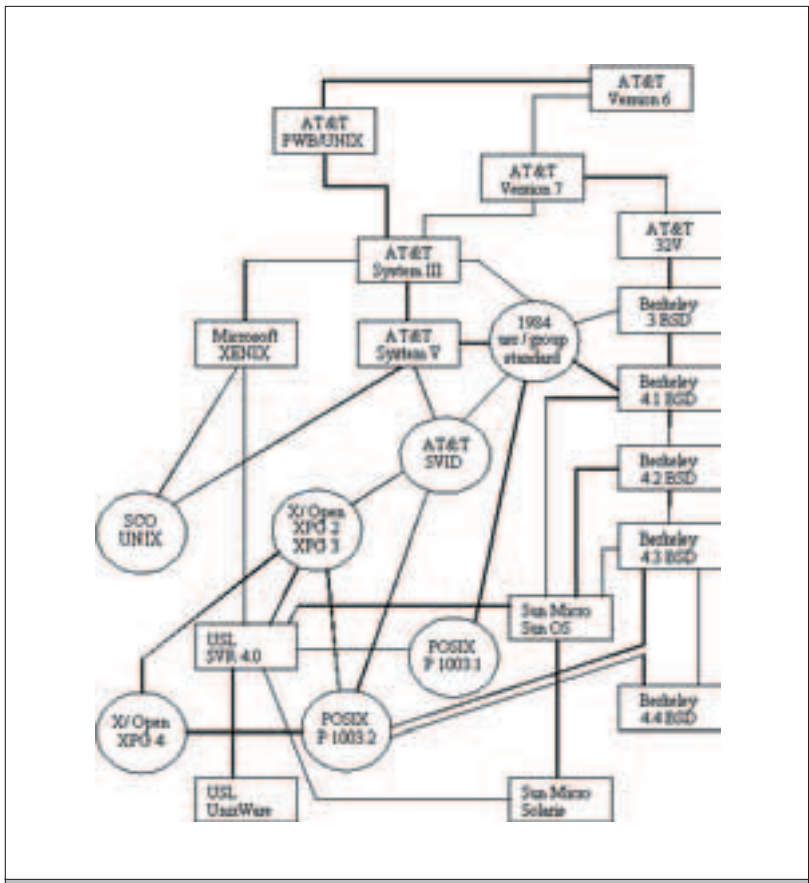 AT&T
Version 6
AT&T
PWB/UNIX
AT&T
Version 7
AT&T
32V
AT&T
System III
Berkeley
3 BSD
1984
usr / group
standard
Microsoft
XENIX
AT&T
System V
Berkeley
4.1 BSD
AT&T
SVID
Berkeley
4.2 BSD
X/Open
XPG 2
XPG 3
SCO
UNIX
Berkeley
4.3 BSD
Sun Micro
Sun OS
USL
SVR 4.0
POSIX
P 1003.1
X/Open
XPG 4
POSIX
P 1003.2
Berkeley
4.4 BSD
USL
UnixWare
Sun Micro
Solaris